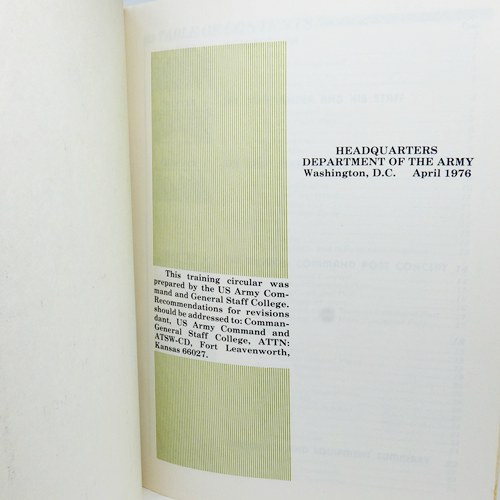 HEADQUARTERS
DEPARTMENT OF THE ARMY
Washington, D.C. April 1976
This training circular was
prepared by the US Army Com-
mand and General Staff College.
Recommendations for revisions
should be addressed to: Comman-
dant, US Army Command and
General Staff College, ATTN:
ATSW-CD, Fort Leavenworth,
Kansas 66027.